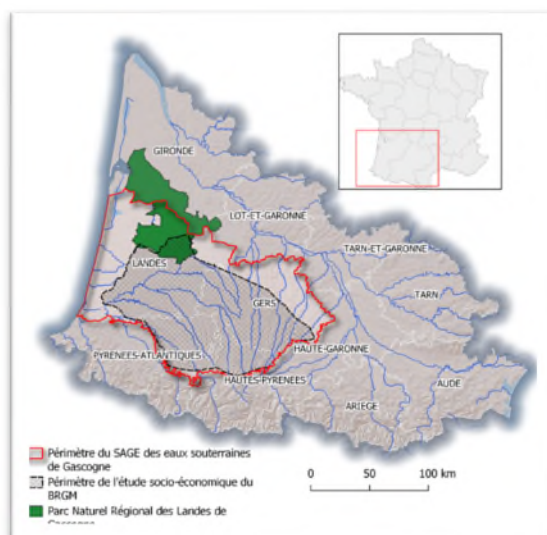 GIRONDE
LOT-ET-GARONNE
TARN-ET-GARONNE
LANDES
TARN
GERS
HAUTE-GARONNE
PYRENEES-ATLANTIQUES
HAUTES-PYRENEES
AUDE
ARIEGE
Périmètre du SAGE des eaux souterraines
de Gascogne
Périmètre de l'étude socio-économique du
BRGM
Parc Naturel Régional des Landes de
0 50 100 km